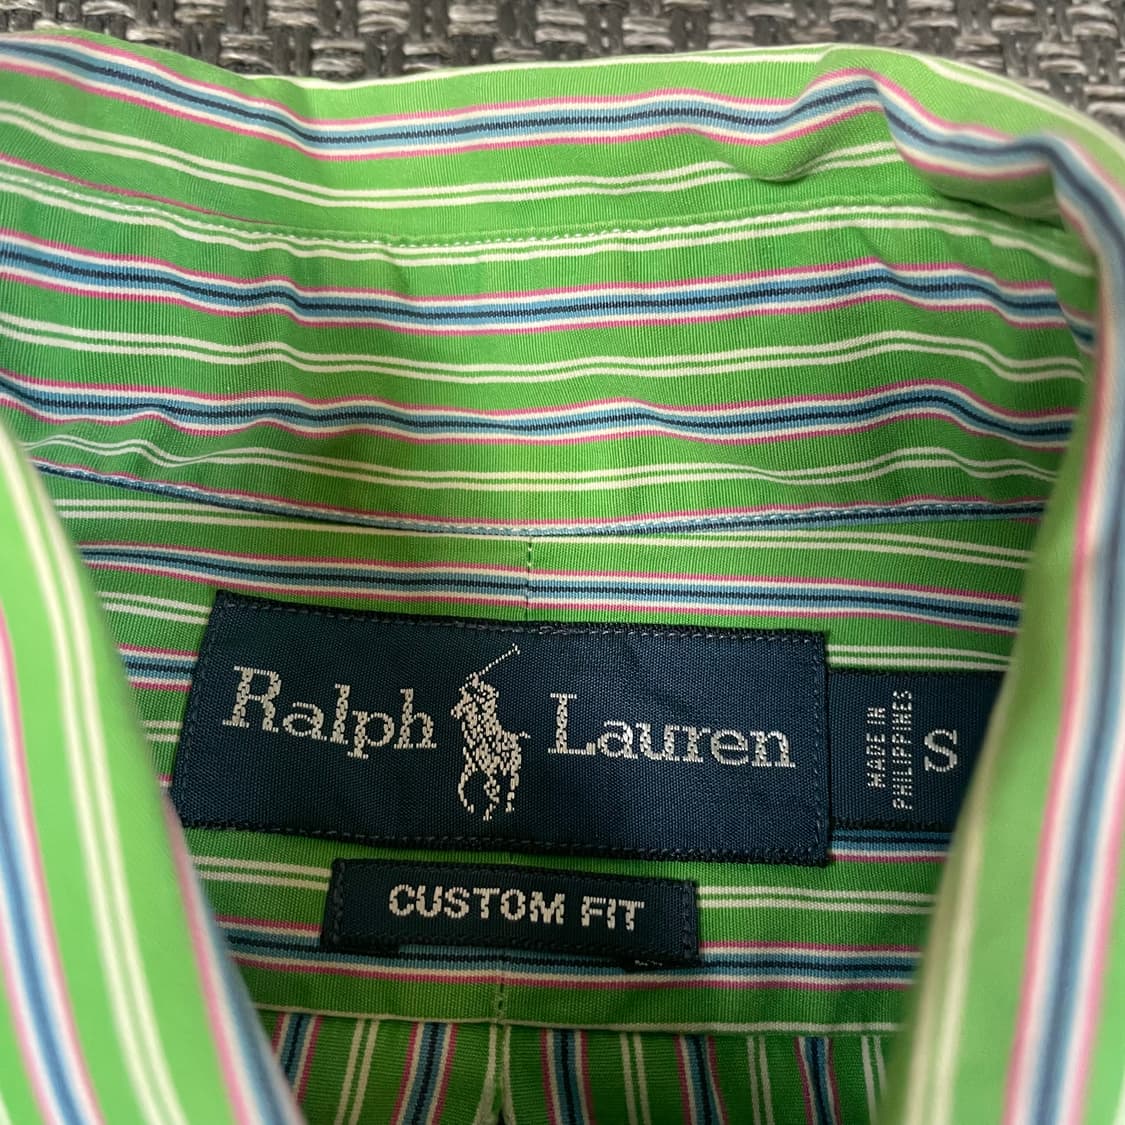 Ralph Lauren
MADE IN
PHILIPPINES
S
CUSTOM FIT